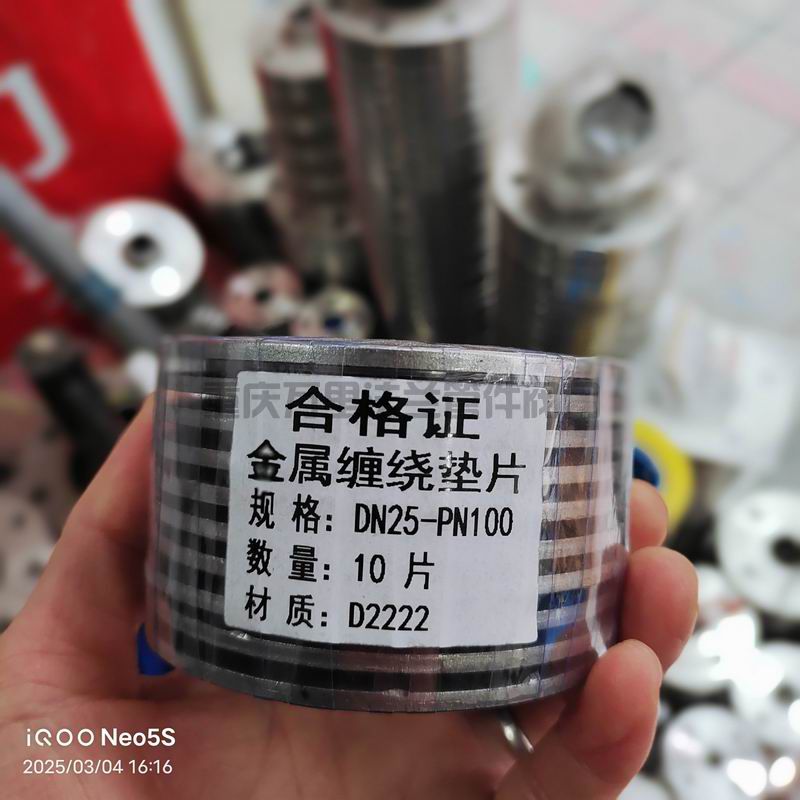 合格证
金属缠绕垫片
规格: DN25-PN100
数量: 10 片
材质: D2222
iQOO Neo5S
2025/03/04 16:16